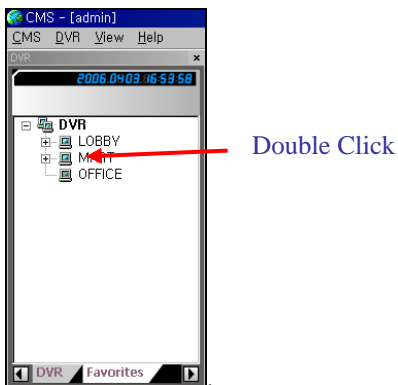 CMS - [admin]
CMS DVR View Help
DVR
2006.04.03 16:53:58
DVR
LOBBY
Double Click
OFFICE
DVR Favorites